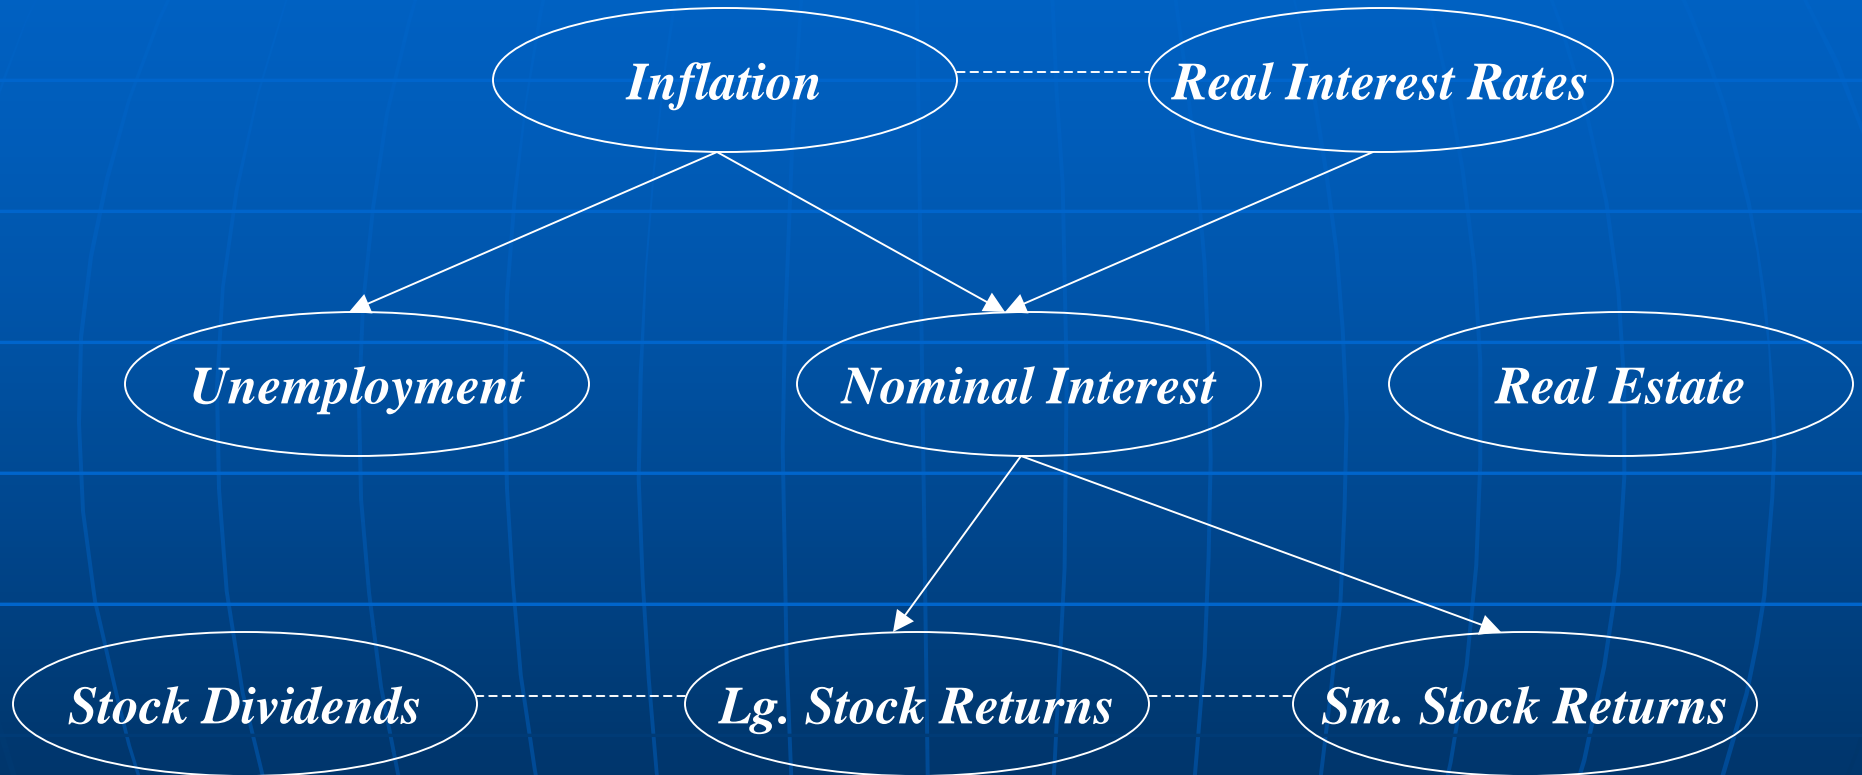 Inflation
Real Interest Rates
Unemployment
Nominal Interest
Real Estate
Stock Dividends
Lg. Stock Returns
Sm. Stock Returns